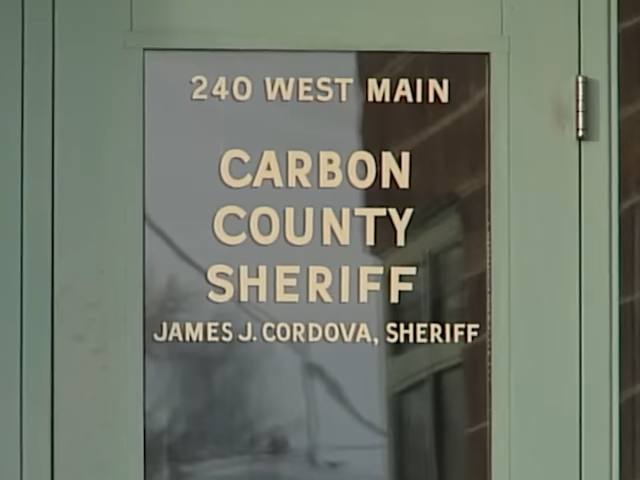 240 WEST MAIN
CARBON
COUNTY
SHERIFF
JAMES J. CORDOVA, SHERIFF